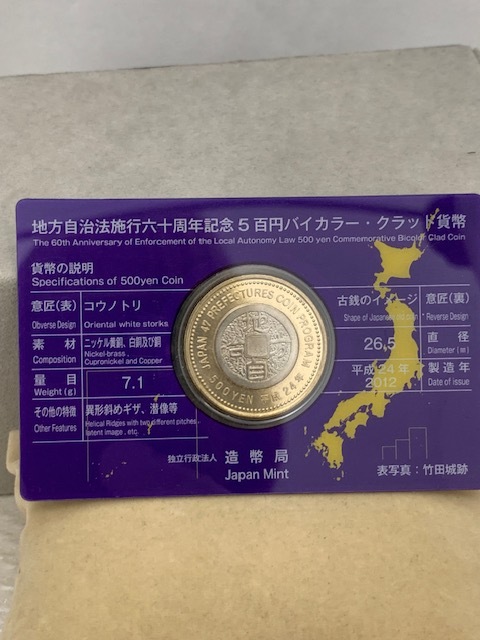 地方自治法施行六十周年記念5百円バイカラー・クラッド貨幣
The 60th Anniversary of Enforcement of the Local Autonomy Law 500 yen Commemorative Bicolor Clad Coin
貨幣の説明
Specifications of 500yen Coin
意匠(表) コウノトリ
Obverse Design Oriental white storks
素材 ニッケル黄銅、白銅及び銅
Composition Nickel-brass, Cupronickel and Copper
量目 7.1
Weight(g)
その他の特徴 異形斜めギザ、潜像等
Other Features Helical Ridges with two different pitches, latent image, etc.
古銭のイメージ 意匠(裏)
Shape of Japanese old coin Reverse Design
26.5 直径
Diameter(㎜)
平成24年 製造年
2012 Date of issue
JAPAN 47 PREFECTURES COIN PROGRAM
500YEN 平成24年
独立行政法人 造幣局
Japan Mint
表写真:竹田城跡